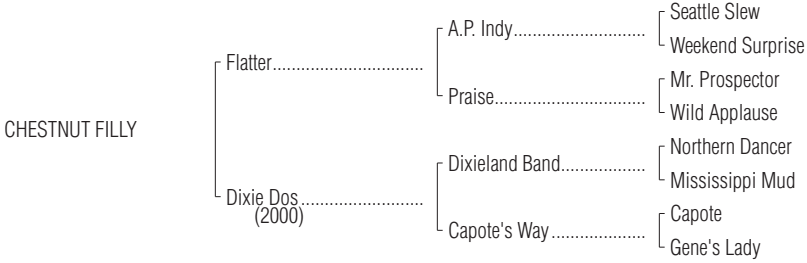 Seattle Slew
A.P. Indy..............................
Weekend Surprise
Flatter..................................
Mr. Prospector
Praise..................................
Wild Applause
CHESTNUT FILLY
Northern Dancer
Dixieland Band...................
Mississippi Mud
Dixie Dos ...........................
(2000)
Capote
Capote's Way .....................
Gene's Lady